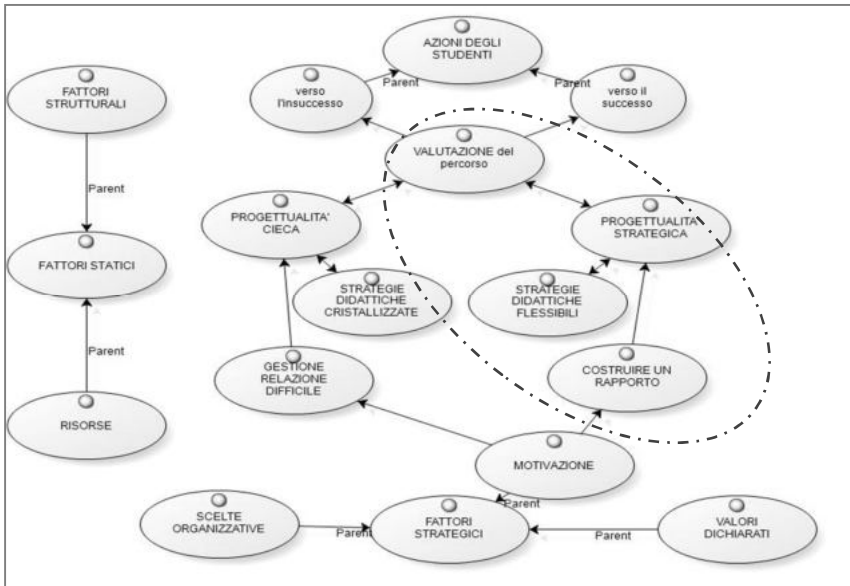 AZIONI DEGLI
STUDENTI
Parent
Parent
verso
l'insuccesso
verso il
successo
FATTORI
STRUTTURALI
VALUTAZIONE del
percorso
Parent
PROGETTUALITA'
CIECA
PROGETTUALITA'
STRATEGICA
FATTORI STATICI
STRATEGIE
DIDATTICHE
CRISTALLIZZATE
STRATEGIE
DIDATTICHE
FLESSIBILI
Parent
GESTIONE
RELAZIONE
DIFFICILE
COSTRUIRE UN
RAPPORTO
RISORSE
MOTIVAZIONE
Parent
SCELTE
ORGANIZZATIVE
Parent
FATTORI
STRATEGICI
Parent
VALORI
DICHIARATI